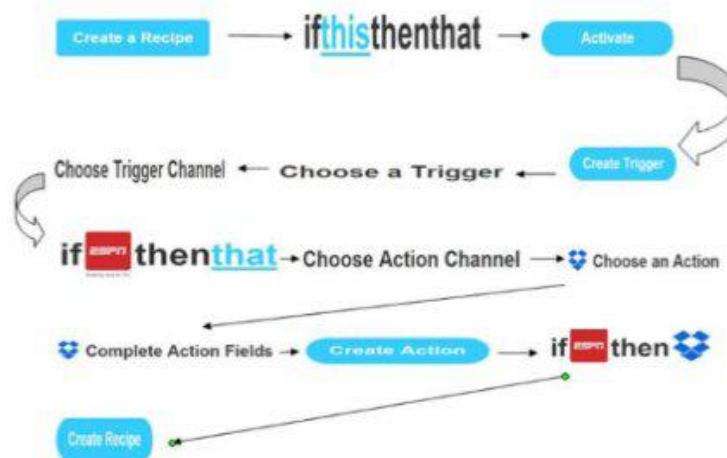 Create a Recipe
ifthisthenthat
Activate
Choose Trigger Channel
Choose a Trigger
Create Trigger
if ESPN thenthat
Choose Action Channel
Choose an Action
Complete Action Fields
Create Action
if ESPN then
Create Recipe